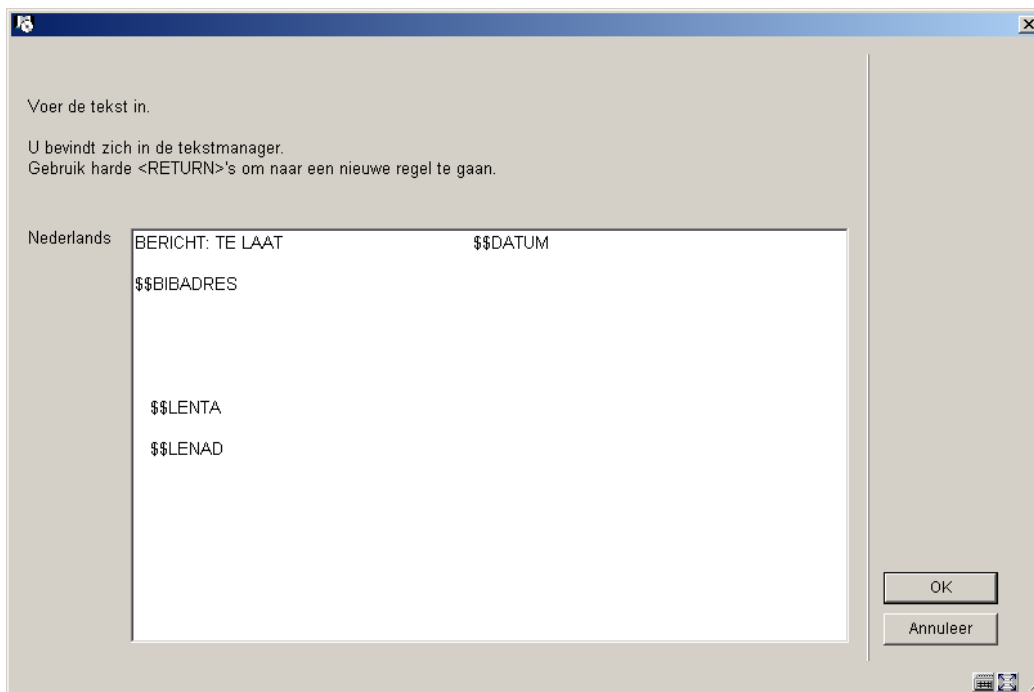 Voer de tekst in.
U bevindt zich in de tekstmanager.
Gebruik harde <RETURN>'s om naar een nieuwe regel te gaan.
Nederlands
BERICHT: TE LAAT $$DATUM
$$BIBADRES
$$LENTA
$$LENAD
OK
Annuleer